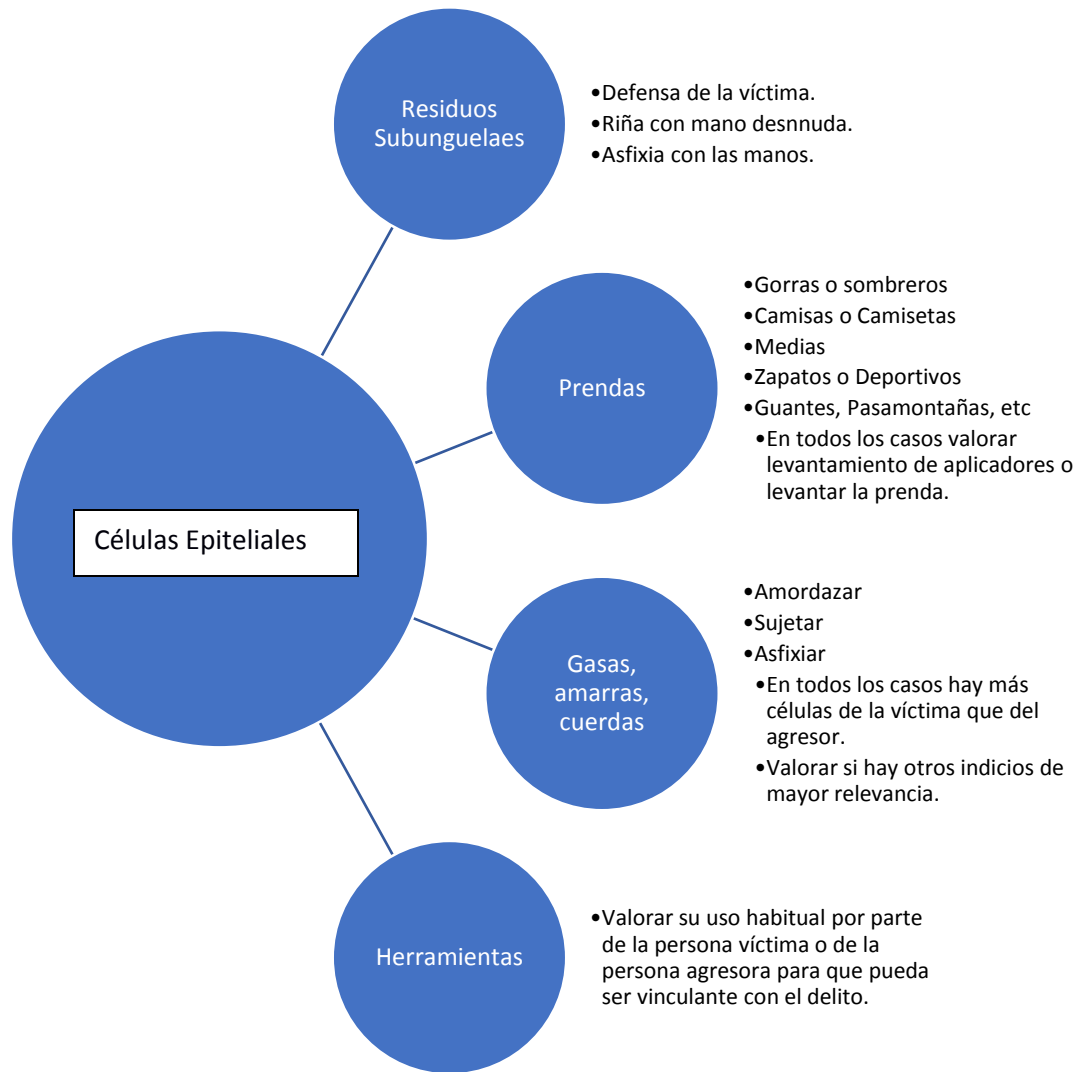 Células Epiteliales
Residuos
Subunguelaes
•Defensa de la víctima.
•Riña con mano desnnuda.
•Asfixia con las manos.
Prendas
•Gorras o sombreros
•Camisas o Camisetas
•Medias
•Zapatos o Deportivos
•Guantes, Pasamontañas, etc
•En todos los casos valorar
levantamiento de aplicadores o
levantar la prenda.
Gasas,
amarras,
cuerdas
•Amordazar
•Sujetar
•Asfixiar
•En todos los casos hay más
células de la víctima que del
agresor.
•Valorar si hay otros indicios de
mayor relevancia.
Herramientas
•Valorar su uso habitual por parte
de la persona víctima o de la
persona agresora para que pueda
ser vinculante con el delito.